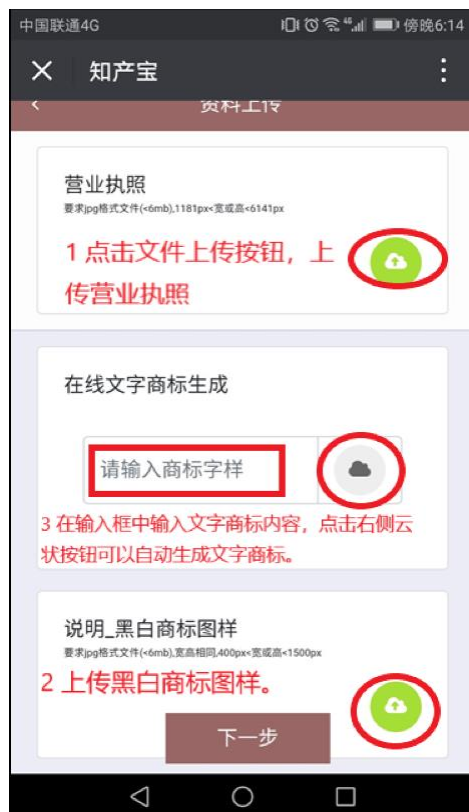 中国联通4G 傍晚6:14
知产宝
资料上传
营业执照
要求jpg格式文件(<6mb),1181px<宽或高<6141px
1 点击文件上传按钮，上
传营业执照
在线文字商标生成
请输入商标字样
3 在输入框中输入文字商标内容，点击右侧云
状按钮可以自动生成文字商标。
说明_黑白商标图样
要求jpg格式文件(<6mb),宽高相同,400px<宽或高<1500px
2 上传黑白商标图样。
下一步